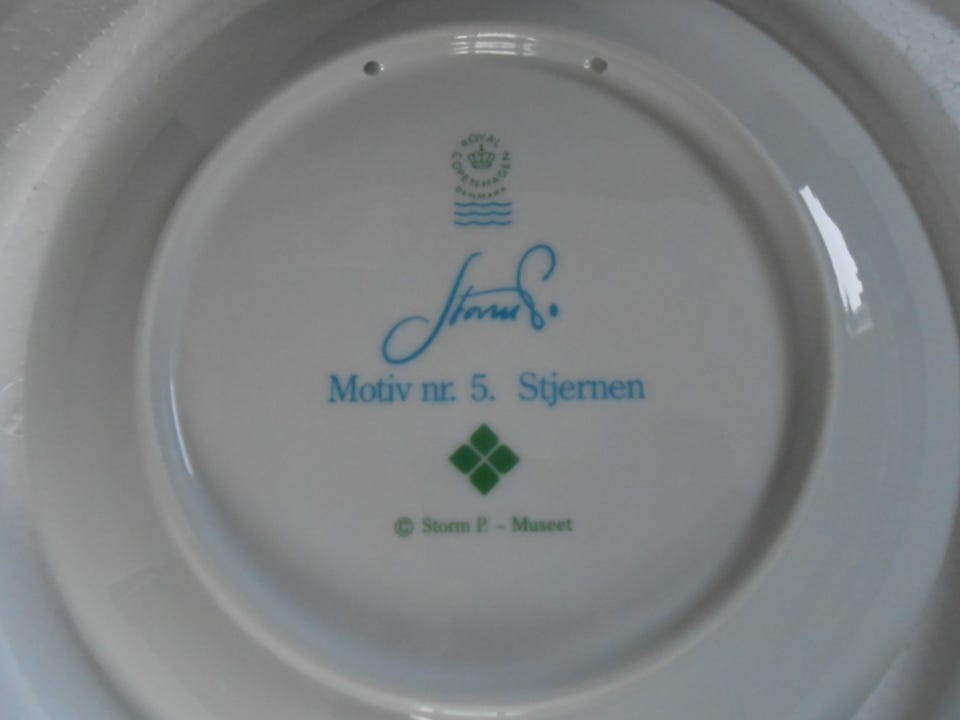 ROYAL
COPENHAGEN
DENMARK
Storm P.
Motiv nr. 5. Stjernen
© Storm P. – Museet